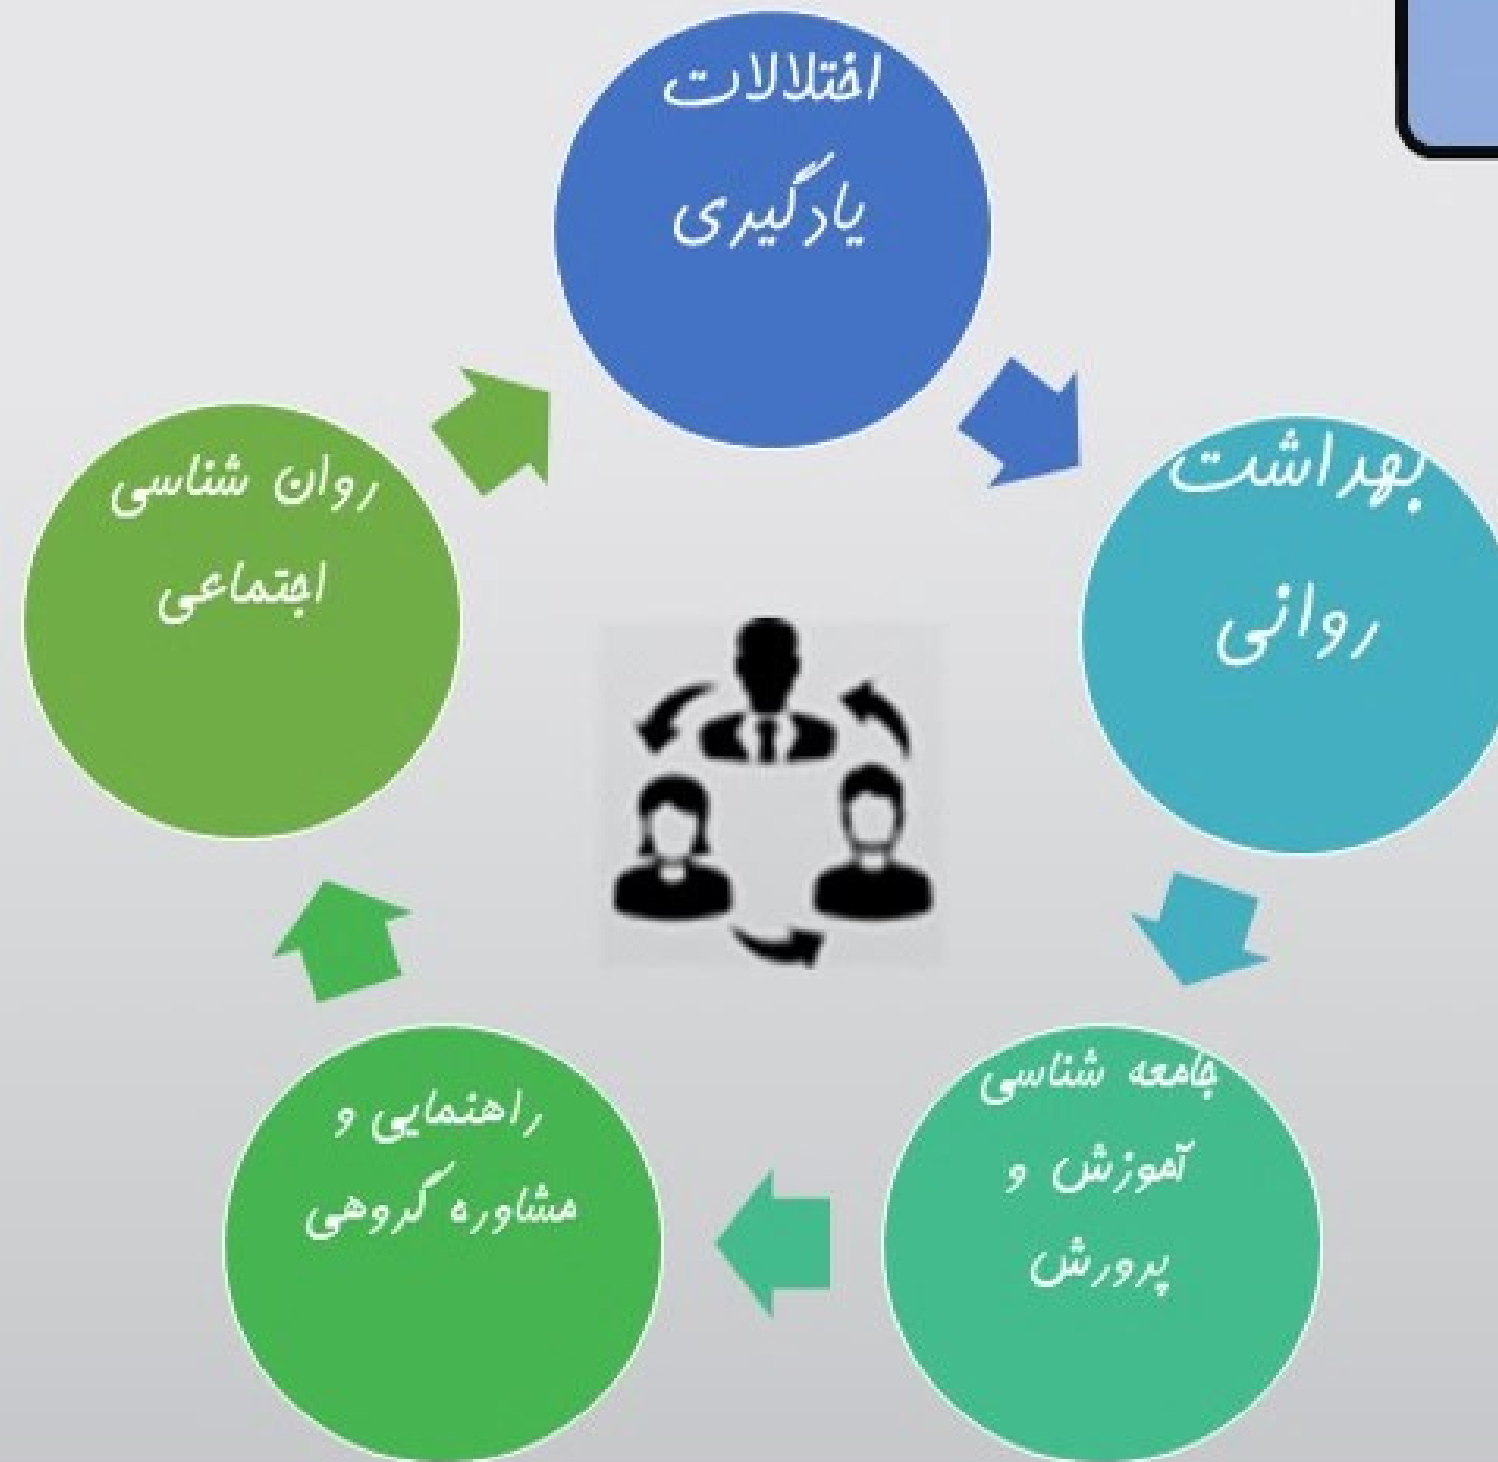 اختلالات
یادگیری
بهداشت
روانی
جامعه شناسی
آموزش و
پرورش
راهنمایی و
مشاوره گروهی
روان شناسی
اجتماعی